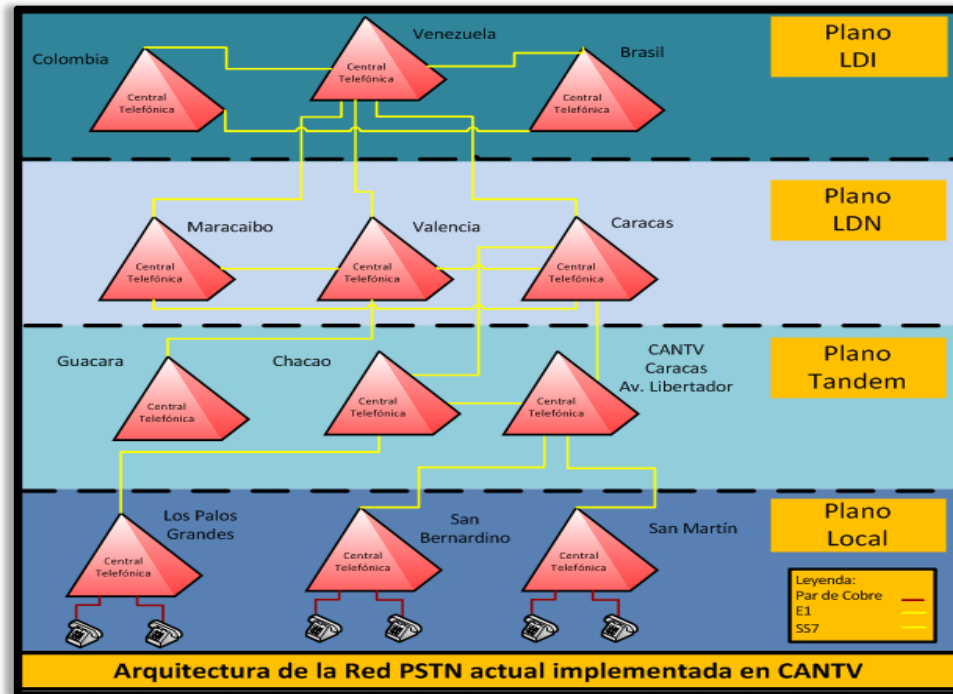 Colombia
Central
Telefónica
Venezuela
Central
Telefónica
Brasil
Central
Telefónica
Plano
LDI
Maracaibo
Central
Telefónica
Valencia
Central
Telefónica
Caracas
Central
Telefónica
Plano
LDN
Guacara
Central
Telefónica
Chacao
Central
Telefónica
CANTV
Caracas
Av. Libertador
Central
Telefónica
Plano
Tandem
Los Palos
Grandes
Central
Telefónica
San
Bernardino
Central
Telefónica
San Martín
Central
Telefónica
Plano
Local
Leyenda:
Par de Cobre
E1
SS7
Arquitectura de la Red PSTN actual implementada en CANTV